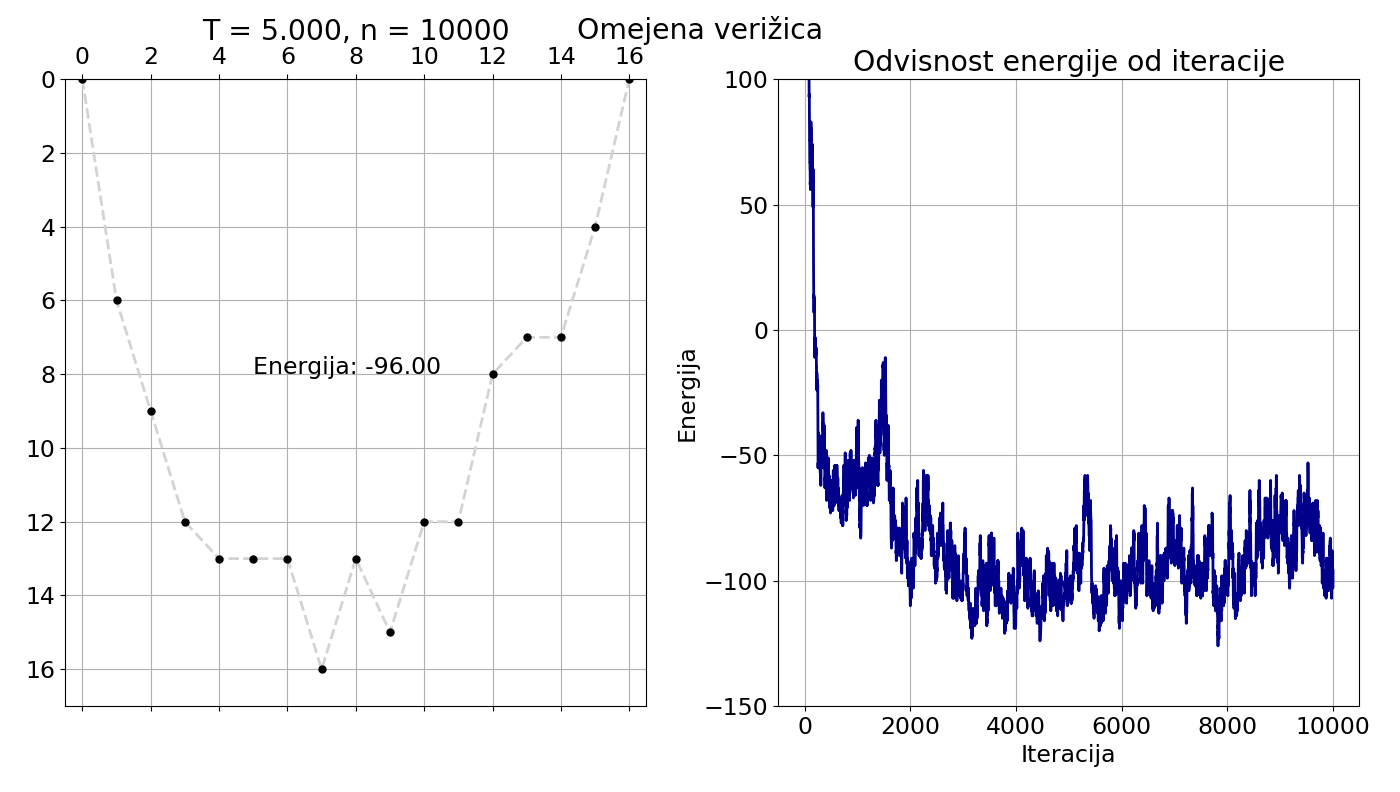 Omejena verižica
T = 5.000, n = 10000
0 2 4 6 8 10 12 14 16
0
2
4
6
8
10
12
14
16
Energija: -96.00
Odvisnost energije od iteracije
100
50
0
−50
−100
−150
Energija
0 2000 4000 6000 8000 10000
Iteracija